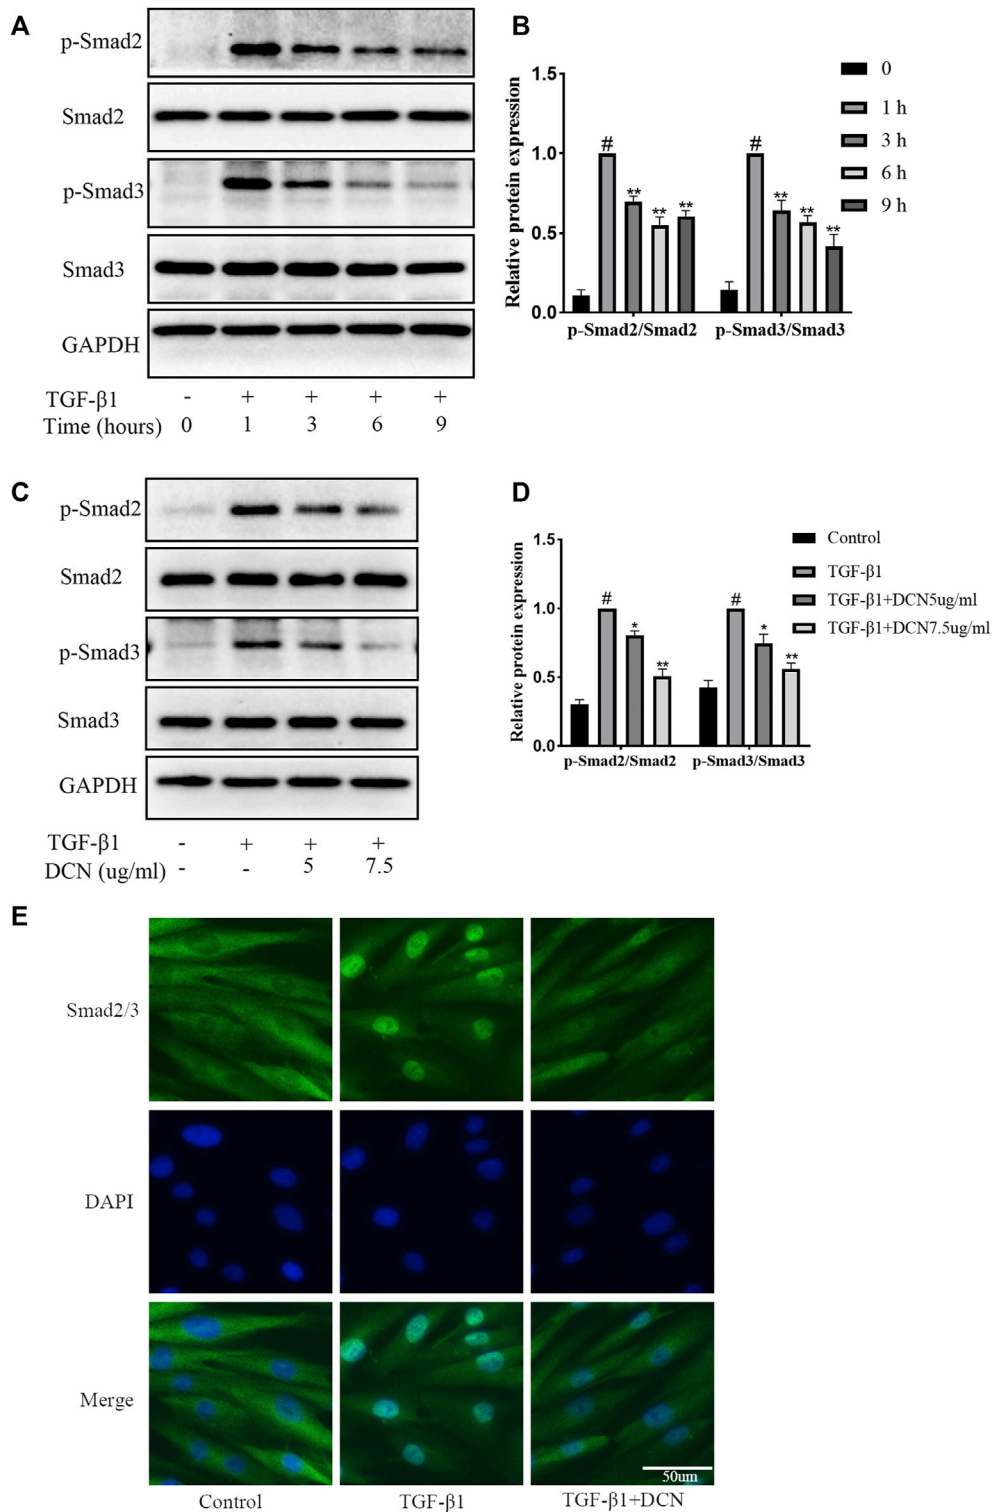 A
p-Smad2
Smad2
p-Smad3
Smad3
GAPDH
TGF-β1 - + + + +
Time (hours) 0 1 3 6 9
B
Relative protein expression
1.5
1.0
0.5
0.0
# ** ** ** # ** ** **
p-Smad2/Smad2 p-Smad3/Smad3
0
1 h
3 h
6 h
9 h
C
p-Smad2
Smad2
p-Smad3
Smad3
GAPDH
TGF-β1 - + + +
DCN (ug/ml) - - 5 7.5
D
Relative protein expression
1.5
1.0
0.5
0.0
# * ** # * **
p-Smad2/Smad2 p-Smad3/Smad3
Control
TGF-β1
TGF-β1+DCN5ug/ml
TGF-β1+DCN7.5ug/ml
E
Smad2/3
DAPI
Merge
50um
Control TGF-β1 TGF-β1+DCN